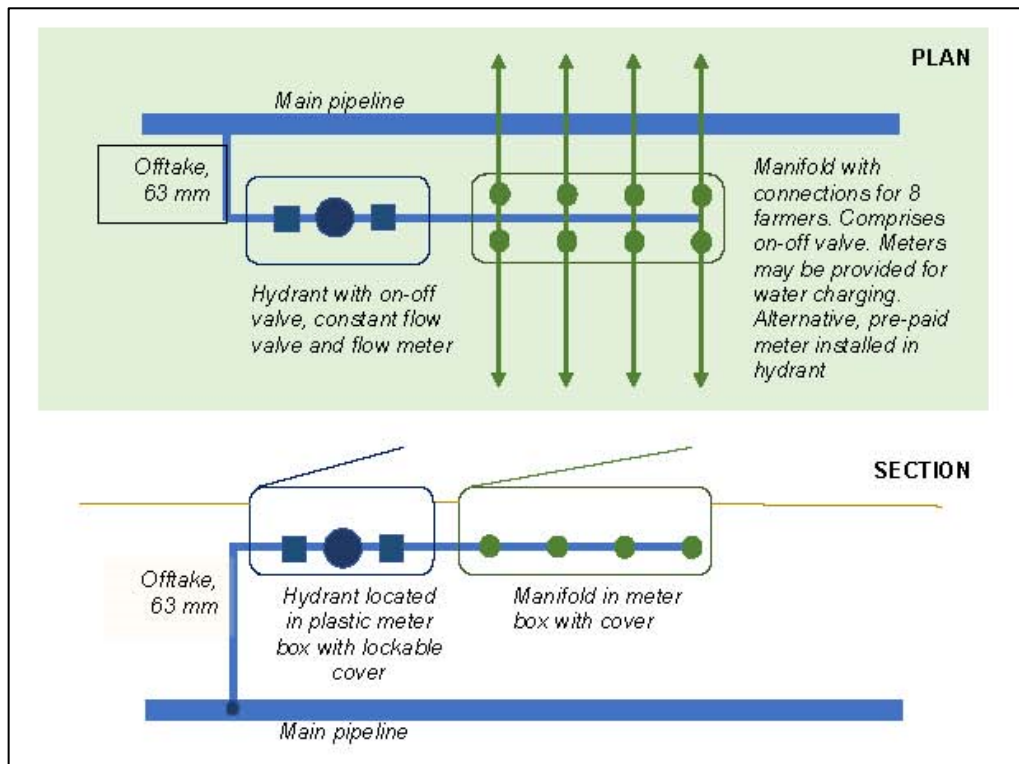 PLAN
Main pipeline
Offtake,
63 mm
Manifold with
connections for 8
farmers. Comprises
on-off valve. Meters
may be provided for
water charging.
Alternative, pre-paid
meter installed in
hydrant
Hydrant with on-off
valve, constant flow
valve and flow meter
SECTION
Offtake,
63 mm
Hydrant located
in plastic meter
box with lockable
cover
Manifold in meter
box with cover
Main pipeline